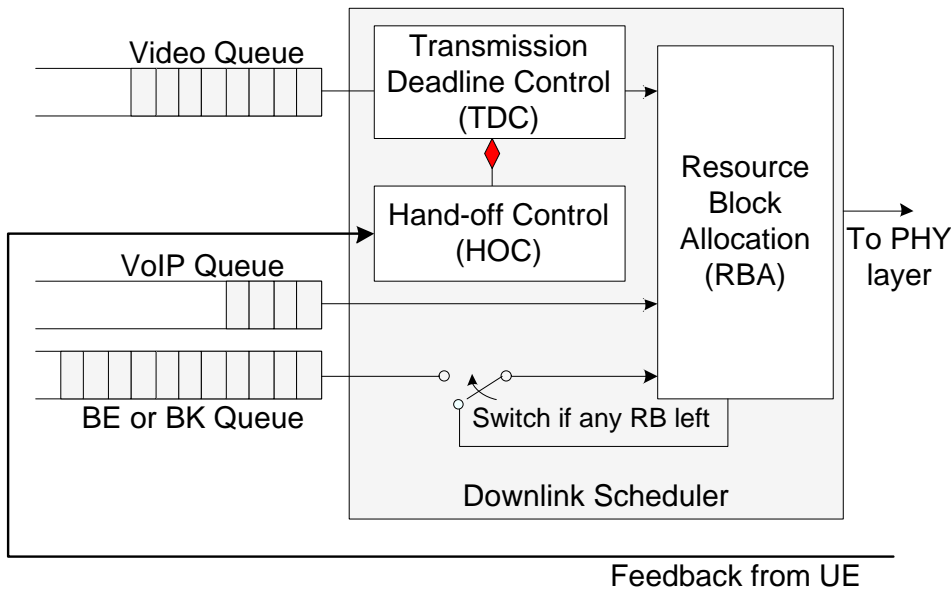 Video Queue
Transmission
Deadline Control
(TDC)
Resource
Block
Allocation
(RBA)
Hand-off Control
(HOC)
To PHY
layer
VoIP Queue
BE or BK Queue
Switch if any RB left
Downlink Scheduler
Feedback from UE